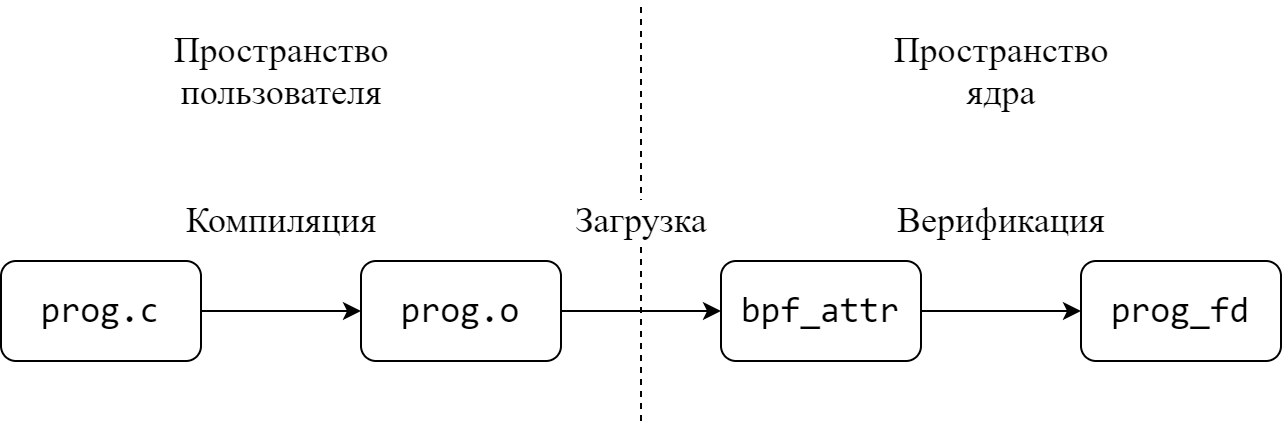 Пространство
пользователя
Пространство
ядра
Компиляция
Загрузка
Верификация
prog.c
prog.o
bpf_attr
prog_fd